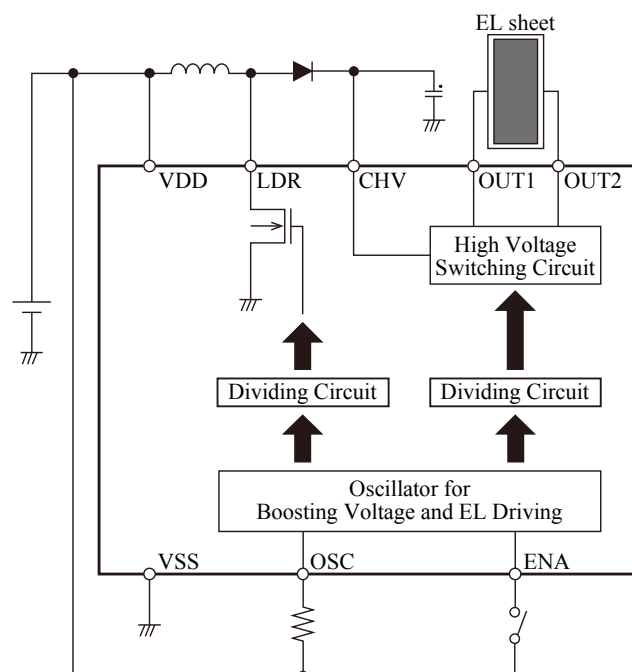 EL sheet
VDD
LDR
CHV
OUT1
OUT2
High Voltage
Switching Circuit
Dividing Circuit
Dividing Circuit
Oscillator for
Boosting Voltage and EL Driving
VSS
OSC
ENA